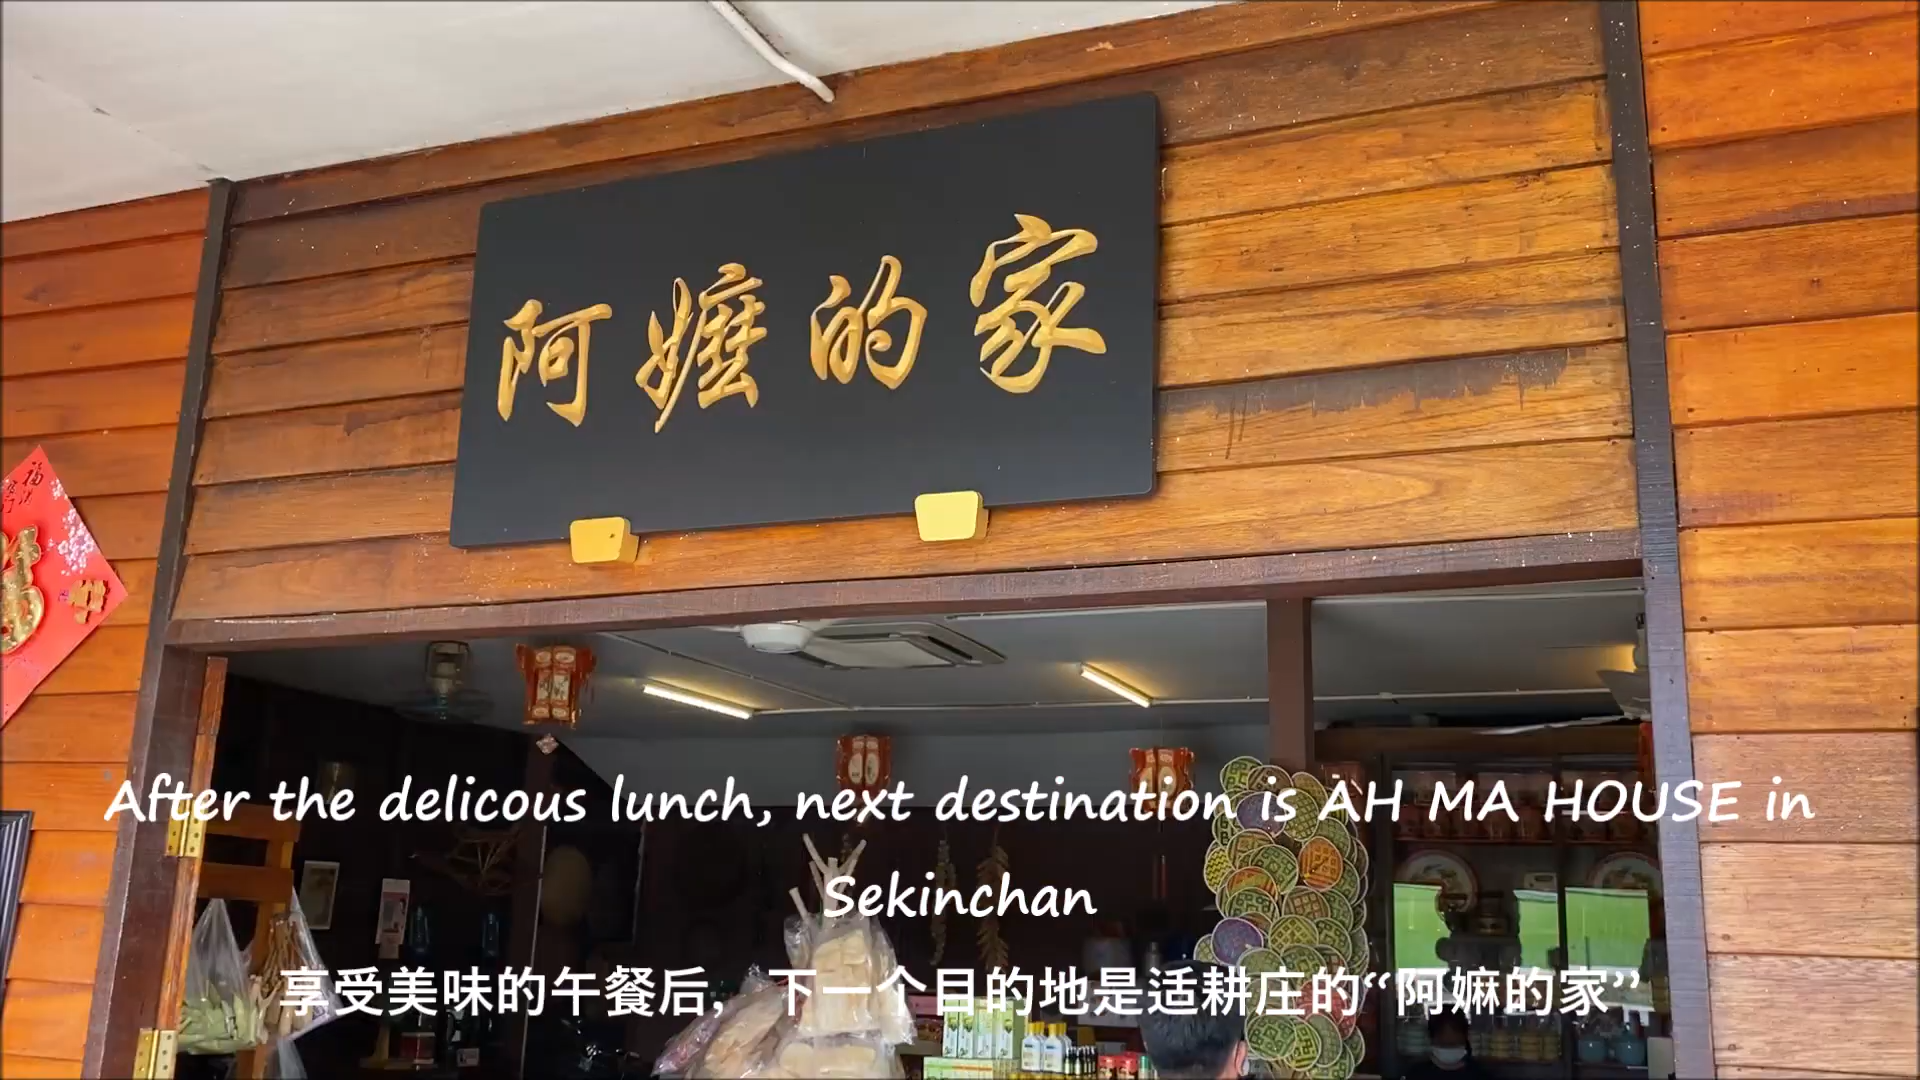 阿嬤的家
After the delicous lunch, next destination is AH MA HOUSE in
Sekinchan
享受美味的午餐后，下一个目的地是适耕庄的“阿嬷的家”